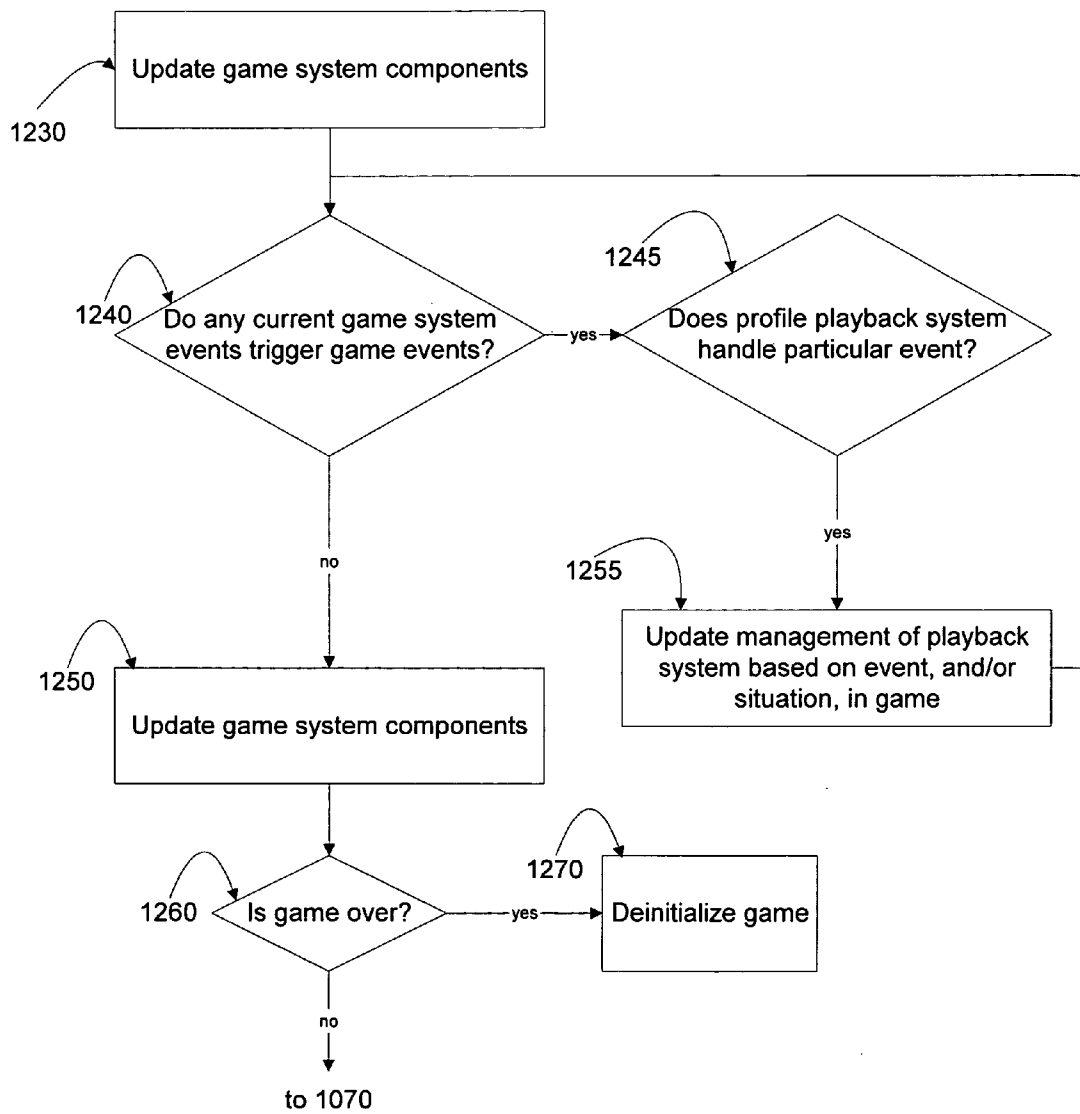 Update game system components
1230
1240
Do any current game system
events trigger game events?
yes
1245
Does profile playback system
handle particular event?
yes
1255
Update management of playback
system based on event, and/or
situation, in game
no
1250
Update game system components
1260
Is game over?
yes
1270
Deinitialize game
no
to 1070